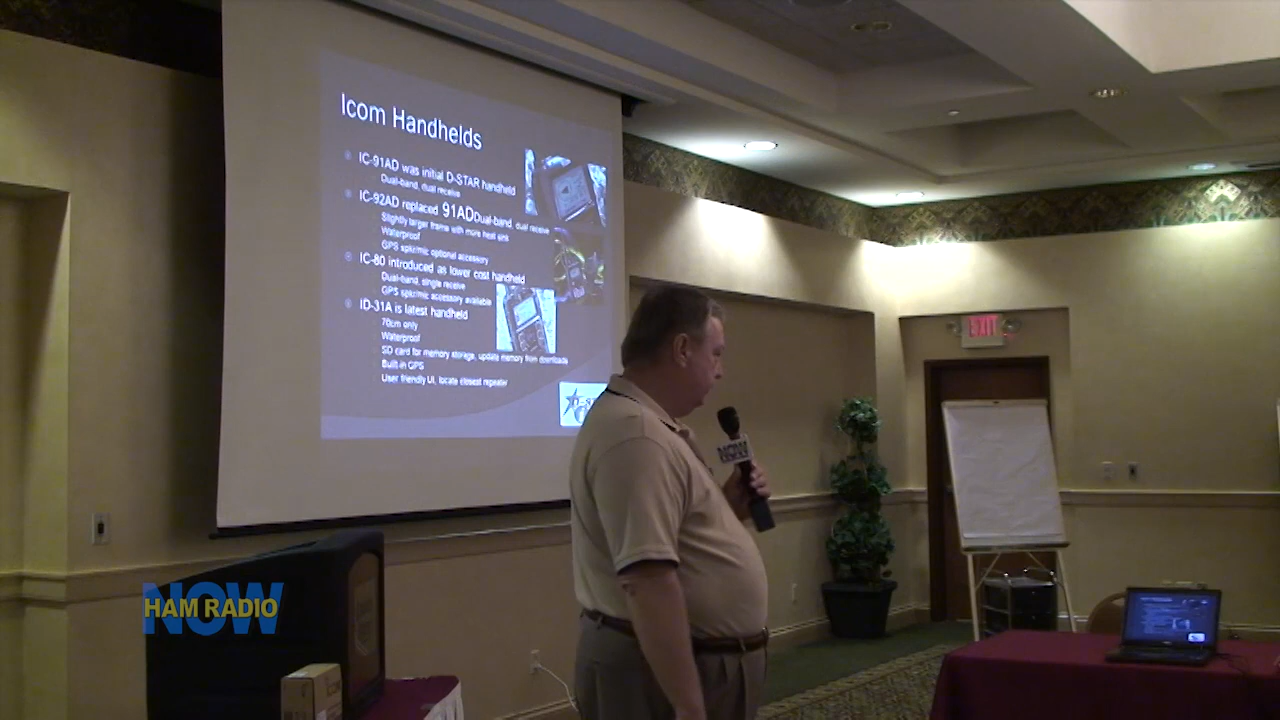 Icom Handhelds
IC-91AD was initial D-STAR handheld
Dual-band, dual receive
IC-92AD replaced 91ADDual-band, dual receive
Slightly larger frame with more heat sink
Waterproof
GPS spkr/mic optional accessory
IC-80 introduced as lower cost handheld
Dual-band, single receive
GPS spkr/mic accessory available
ID-31A is latest handheld
70cm only
Waterproof
SD card for memory storage, update memory from downloads
Built in GPS
User friendly UI, locate closest repeater
EXIT
NOW
NOW
HAM RADIO